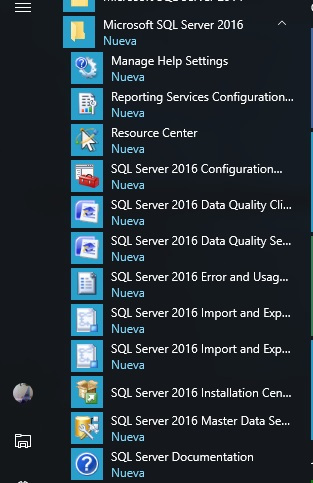 Microsoft SQL Server 2016
Nueva
Manage Help Settings
Nueva
Reporting Services Configuration...
Nueva
Resource Center
Nueva
SQL Server 2016 Configuration...
Nueva
SQL Server 2016 Data Quality Cli...
Nueva
SQL Server 2016 Data Quality Se...
Nueva
SQL Server 2016 Error and Usag...
Nueva
SQL Server 2016 Import and Exp...
Nueva
SQL Server 2016 Import and Exp...
Nueva
SQL Server 2016 Installation Cen...
SQL Server 2016 Master Data Se...
Nueva
SQL Server Documentation
Nueva